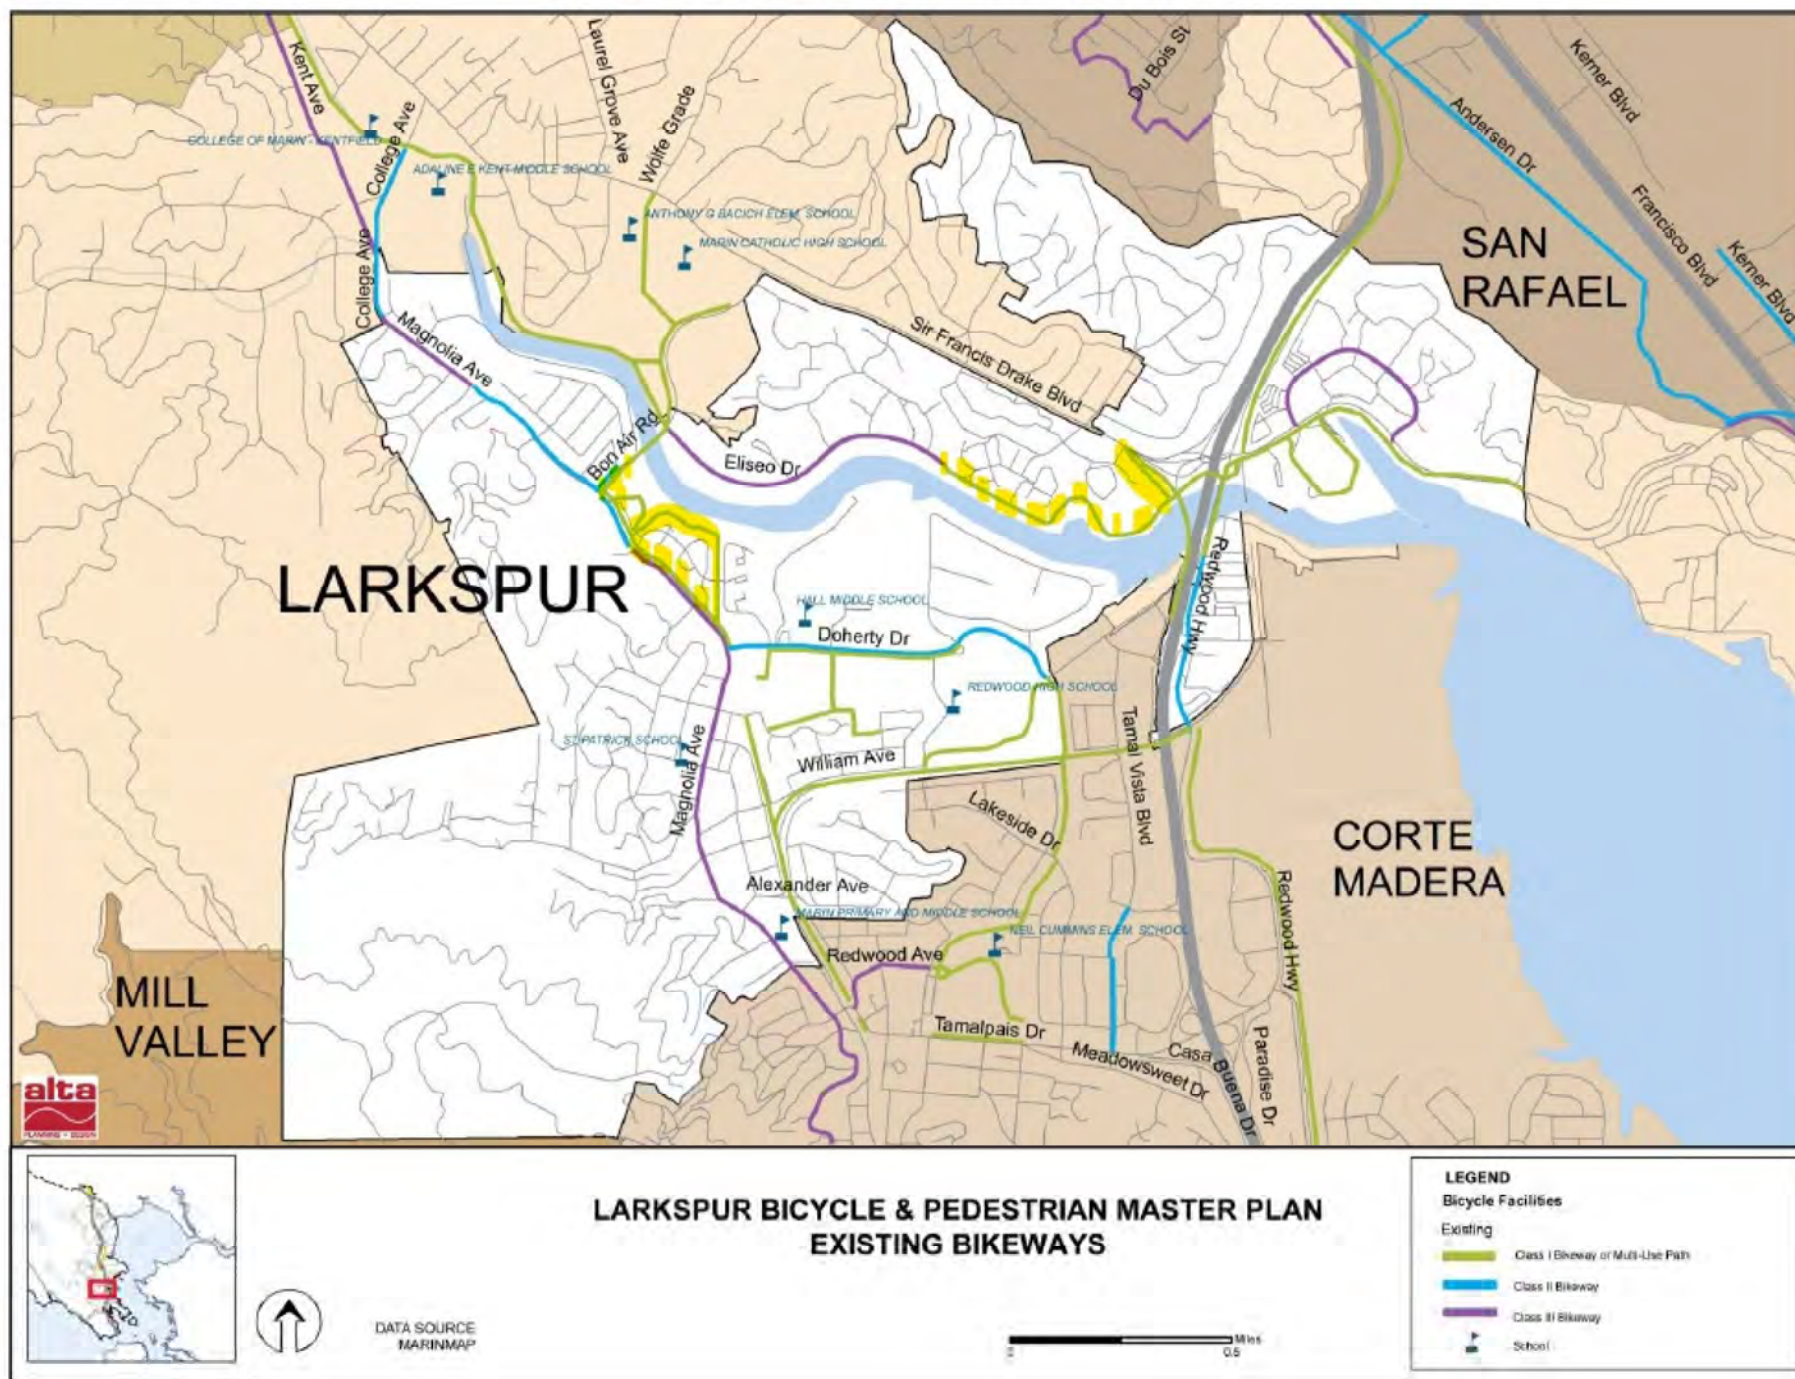 Kent Ave
Laurel Grove Ave
Wolfe Grade
Du Bois St
Kerner Blvd
Andersen Dr
Francisco Blvd
Kerner Blvd
COLLEGE OF MARIN - KENTFIELD
College Ave
ADALINE E KENT MIDDLE SCHOOL
ANTHONY G BACICH ELEM. SCHOOL
MARIN CATHOLIC HIGH SCHOOL
College Ave
SAN
RAFAEL
Magnolia Ave
Sir Francis Drake Blvd
Bon Air Rd
Eliseo Dr
LARKSPUR
Redwood Hwy
HALL MIDDLE SCHOOL
Doherty Dr
REDWOOD HIGH SCHOOL
ST PATRICK SCHOOL
Magnolia Ave
William Ave
Tamal Vista Blvd
Lakeside Dr
CORTE
MADERA
Alexander Ave
MARIN PRIMARY AND MIDDLE SCHOOL
NEIL CUMMINS ELEM. SCHOOL
Redwood Ave
Redwood Hwy
MILL
VALLEY
Tamalpais Dr
Meadowsweet Dr
Casa Buena Dr
Paradise Dr
alta
PLANNING + DESIGN
LARKSPUR BICYCLE & PEDESTRIAN MASTER PLAN
EXISTING BIKEWAYS
DATA SOURCE
MARINMAP
Miles
0
0.5
LEGEND
Bicycle Facilities
Existing
Class I Bikeway or Multi-Use Path
Class II Bikeway
Class III Bikeway
School